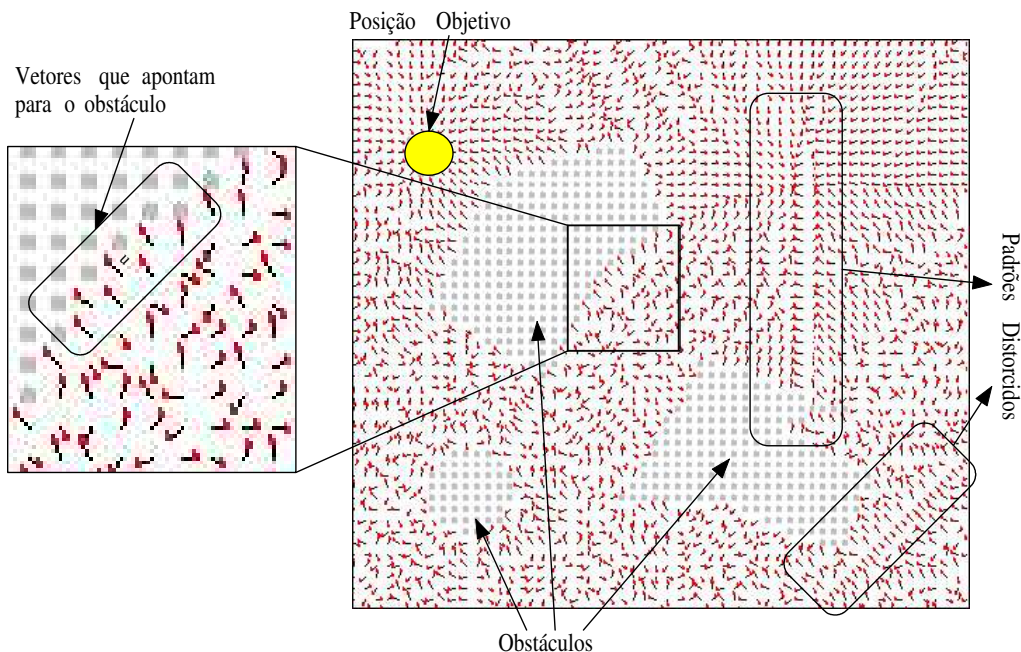 Posição Objetivo
Vetores que apontam
para o obstáculo
Padrões Distorcidos
Obstáculos